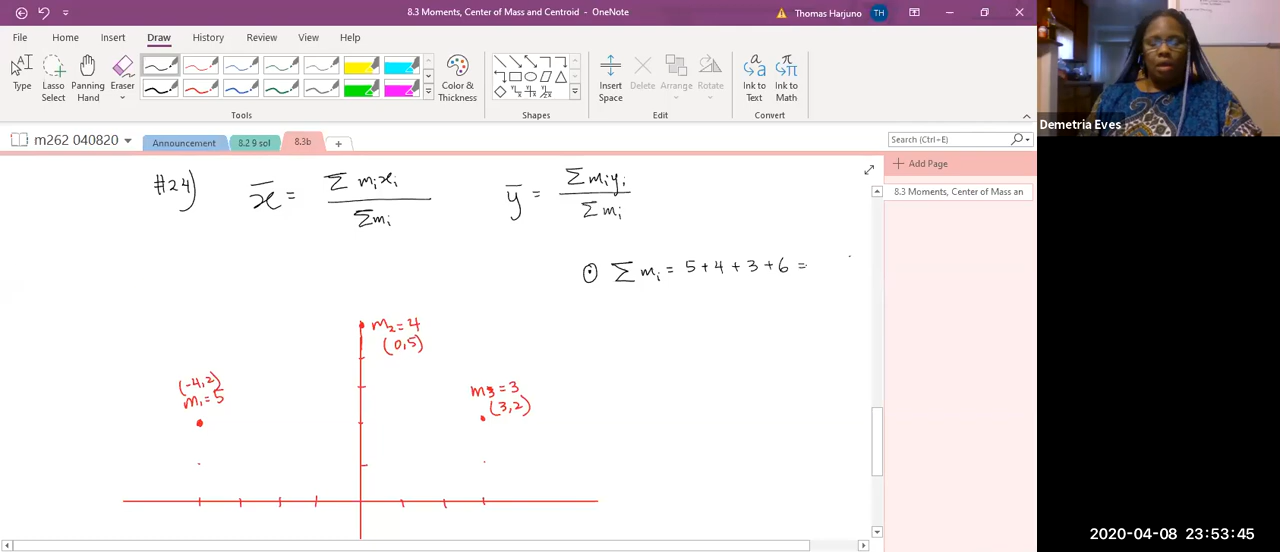 8.3 Moments, Center of Mass and Centroid - OneNote
Thomas Harjuno TH
File Home Insert Draw History Review View Help
Type Lasso Select Panning Hand Eraser Color & Thickness Insert Space Delete Arrange Rotate Ink to Text Ink to Math
Tools Shapes Edit Convert
m262 040820 Announcement 8.2 9 sol 8.3b
Search (Ctrl+E)
Add Page
8.3 Moments, Center of Mass an
Demetria Eves
#24) x̄ = Σ mᵢxᵢ / Σmᵢ ȳ = Σ mᵢyᵢ / Σ mᵢ
⊙ Σ mᵢ = 5 + 4 + 3 + 6 =
m₂ = 4
(0,5)
(-4,2)
m₁ = 5
m₃ = 3
(3,2)
2020-04-08 23:53:45